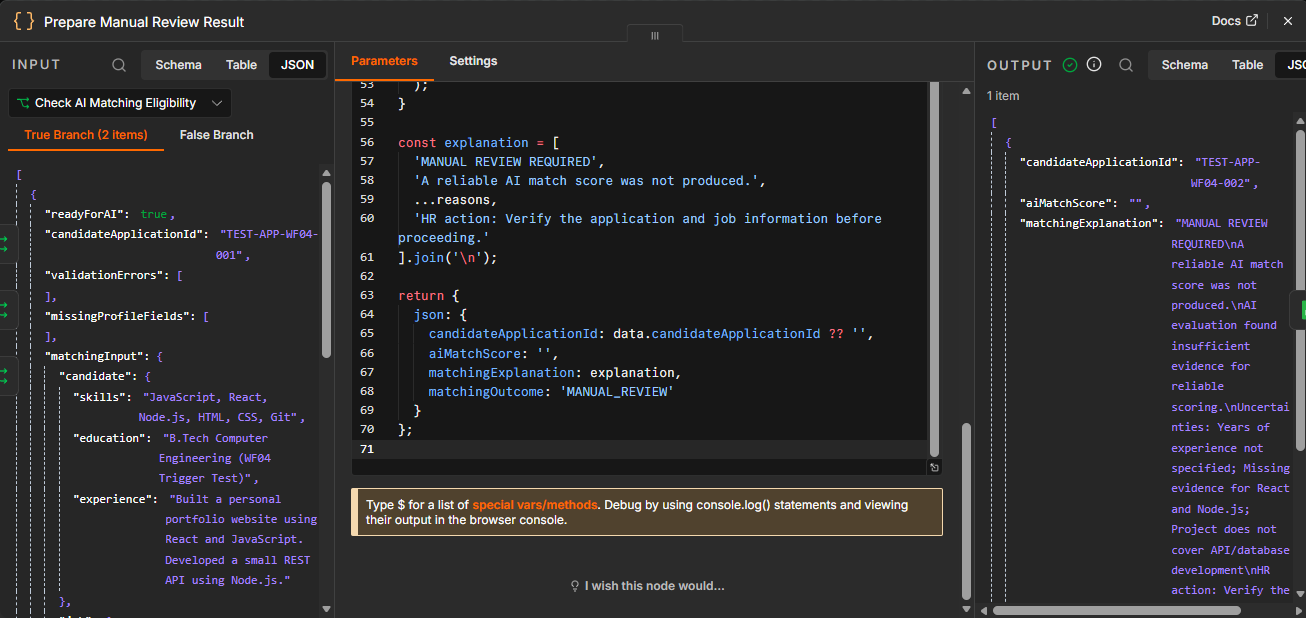 { } Prepare Manual Review Result
Docs
INPUT
Schema
Table
JSON
Check AI Matching Eligibility
True Branch (2 items)
False Branch
[
{
"readyForAI": true,
"candidateApplicationId": "TEST-APP-WF04-
001",
"validationErrors": [
],
"missingProfileFields": [
],
"matchingInput": {
"candidate": {
"skills": "JavaScript, React,
Node.js, HTML, CSS, Git",
"education": "B.Tech Computer
Engineering (WF04
Trigger Test)",
"experience": "Built a personal
portfolio website using
React and JavaScript.
Developed a small REST
API using Node.js."
},
Parameters
Settings
53 );
54 }
55
56 const explanation = [
57 'MANUAL REVIEW REQUIRED',
58 'A reliable AI match score was not produced.',
59 ...reasons,
60 'HR action: Verify the application and job information before
proceeding.'
61 ].join('\n');
62
63 return {
64 json: {
65 candidateApplicationId: data.candidateApplicationId ?? '',
66 aiMatchScore: '',
67 matchingExplanation: explanation,
68 matchingOutcome: 'MANUAL_REVIEW'
69 }
70 };
71
Type $ for a list of special vars/methods. Debug by using console.log() statements and viewing
their output in the browser console.
I wish this node would...
OUTPUT
Schema
Table
JSO
1 item
[
{
"candidateApplicationId": "TEST-APP-
WF04-002",
"aiMatchScore": "",
"matchingExplanation": "MANUAL REVIEW
REQUIRED\nA
reliable AI match
score was not
produced.\nAI
evaluation found
insufficient
evidence for
reliable
scoring.\nUncertai
nties: Years of
experience not
specified; Missing
evidence for React
and Node.js;
Project does not
cover API/database
development\nHR
action: Verify the